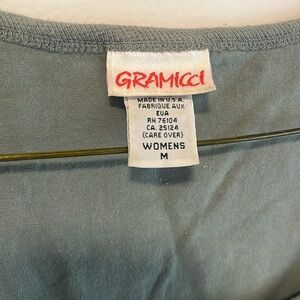 GRAMICCi
MADE IN U.S.A.
FABRIQUE AUX
EUA
RN 76104
CA. 25124
(CARE OVER)
WOMENS
M